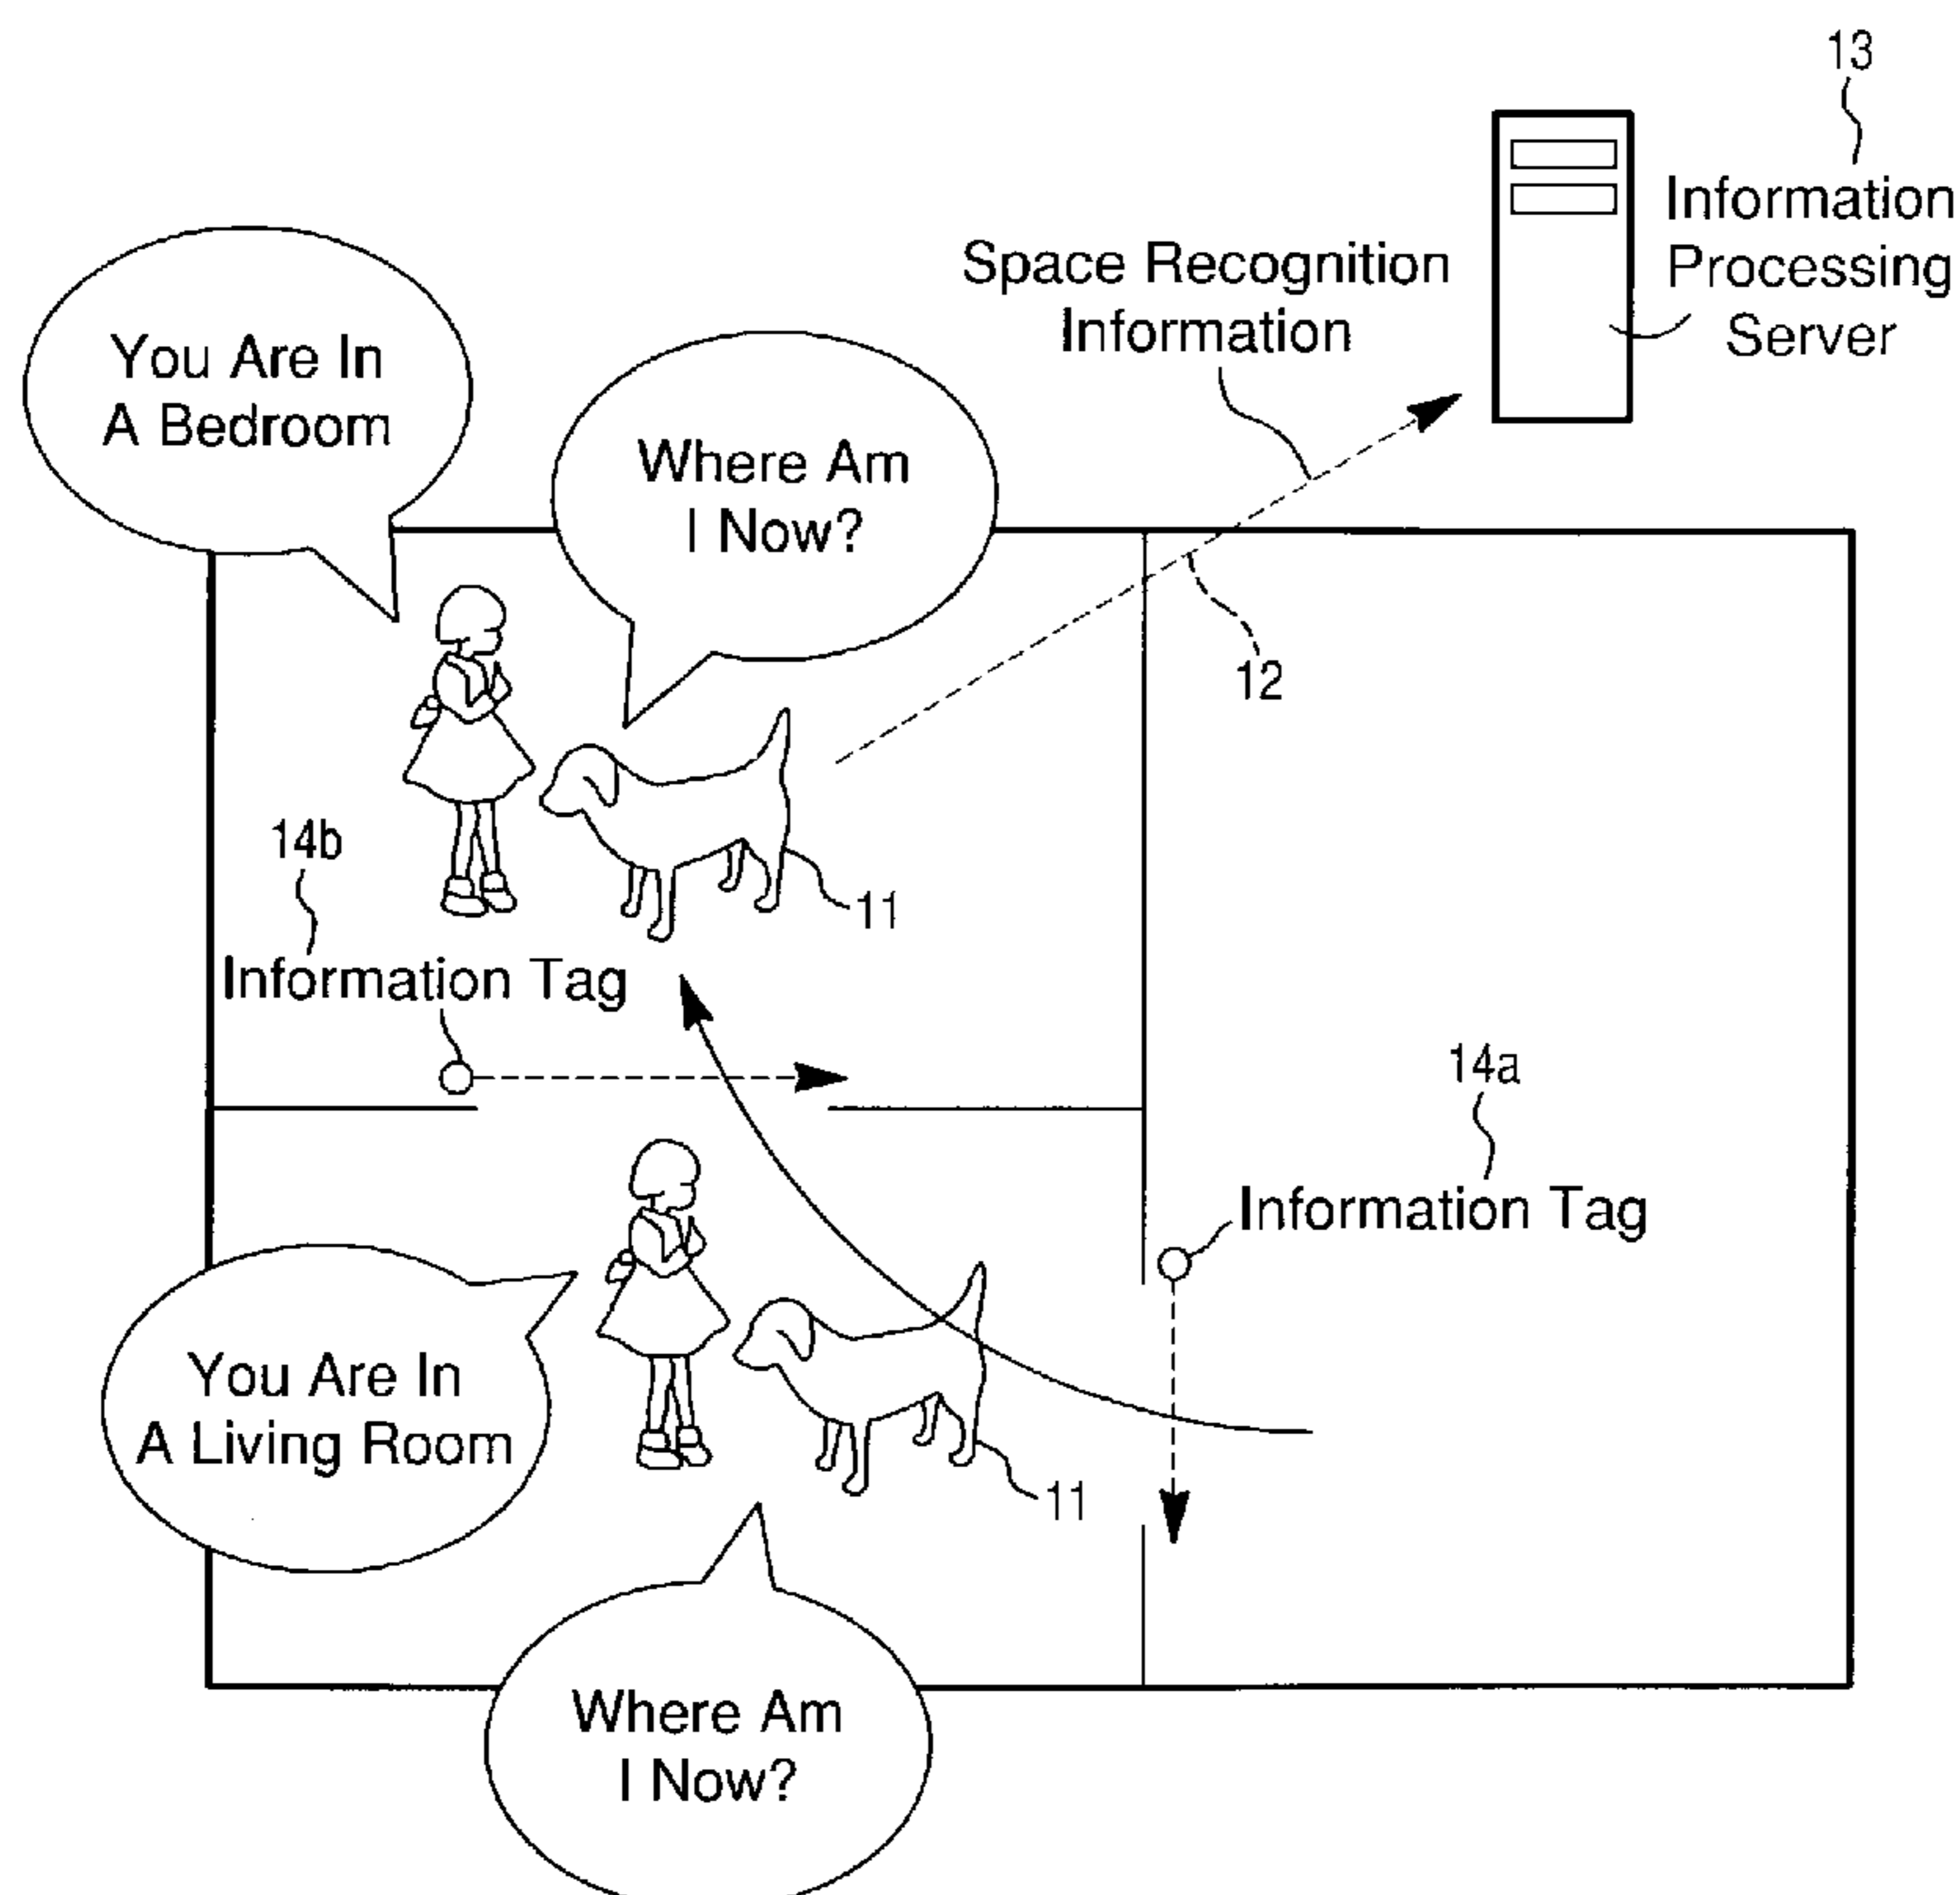 13
Information
Processing
Server
Space Recognition
Information
You Are In
A Bedroom
Where Am
I Now?
12
14b
11
Information Tag
14a
Information Tag
You Are In
A Living Room
11
Where Am
I Now?